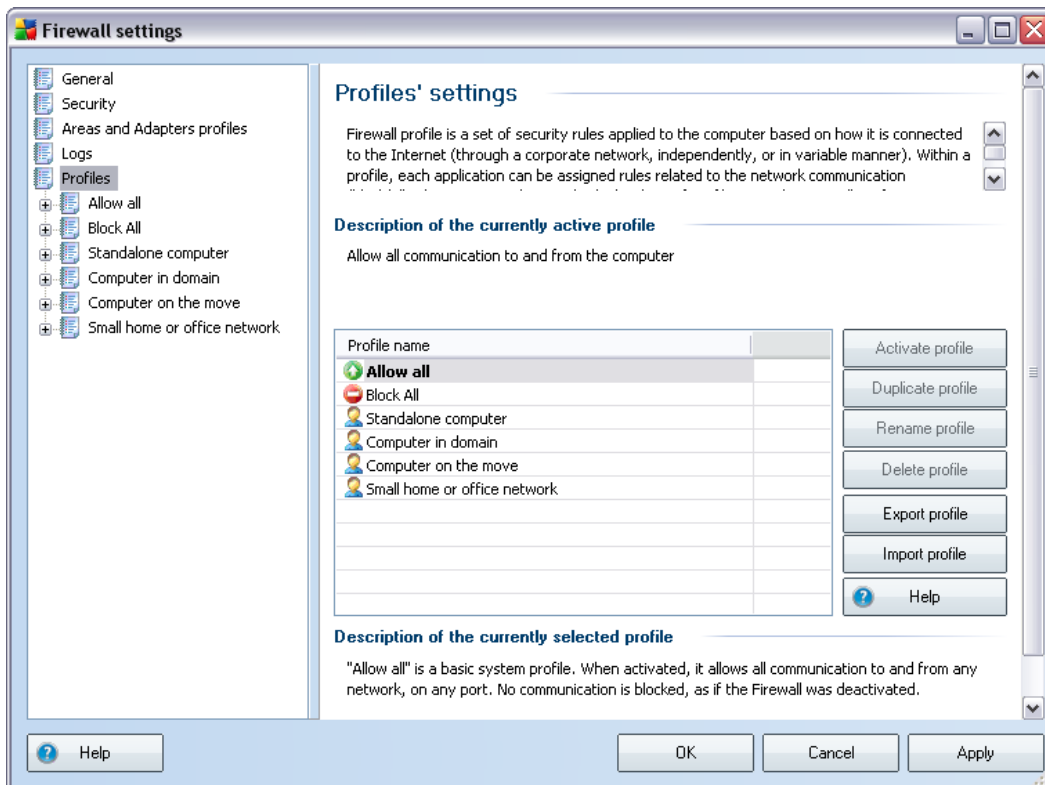 Firewall settings
General
Security
Areas and Adapters profiles
Logs
Profiles
Allow all
Block All
Standalone computer
Computer in domain
Computer on the move
Small home or office network
Profiles' settings
Firewall profile is a set of security rules applied to the computer based on how it is connected
to the Internet (through a corporate network, independently, or in variable manner). Within a
profile, each application can be assigned rules related to the network communication
Description of the currently active profile
Allow all communication to and from the computer
Profile name
Allow all
Block All
Standalone computer
Computer in domain
Computer on the move
Small home or office network
Activate profile
Duplicate profile
Rename profile
Delete profile
Export profile
Import profile
Help
Description of the currently selected profile
"Allow all" is a basic system profile. When activated, it allows all communication to and from any
network, on any port. No communication is blocked, as if the Firewall was deactivated.
Help
OK
Cancel
Apply